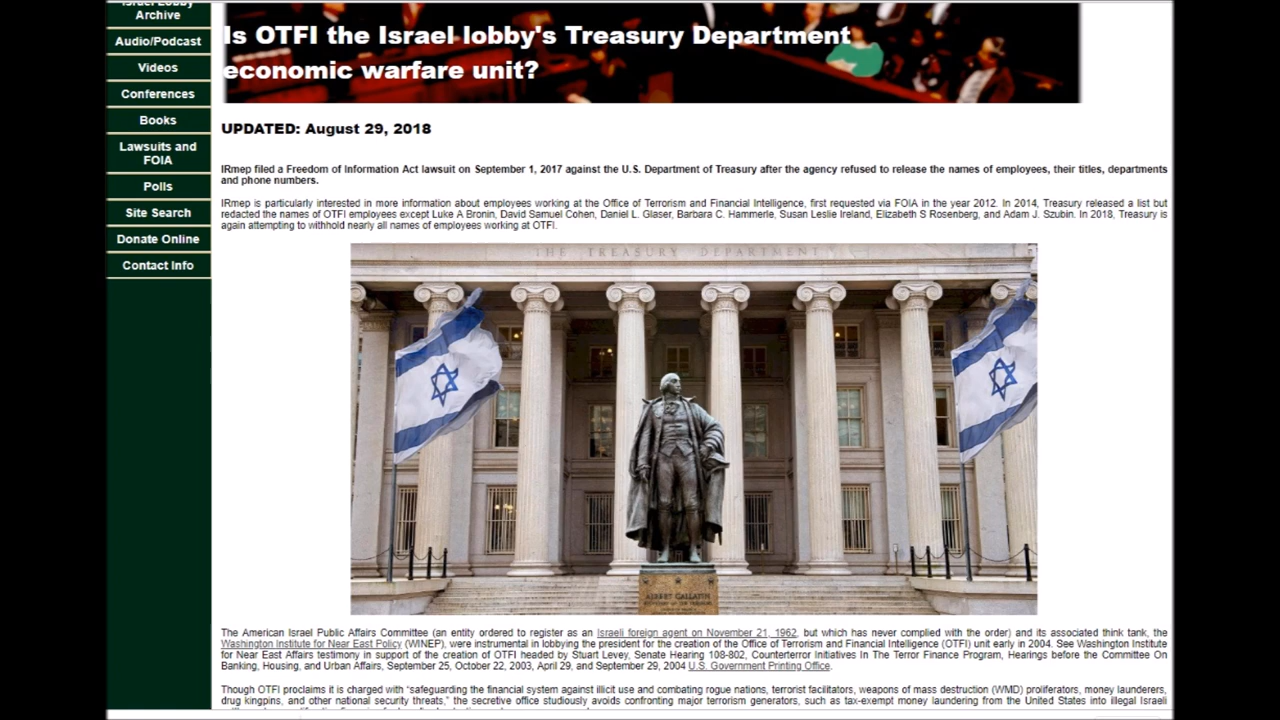 Israel Lobby
Archive
Audio/Podcast
Videos
Conferences
Books
Lawsuits and
FOIA
Polls
Site Search
Donate Online
Contact Info
Is OTFI the Israel lobby's Treasury Department
economic warfare unit?
UPDATED: August 29, 2018
IRmep filed a Freedom of Information Act lawsuit on September 1, 2017 against the U.S. Department of Treasury after the agency refused to release the names of employees, their titles, departments
and phone numbers.
IRmep is particularly interested in more information about employees working at the Office of Terrorism and Financial Intelligence, first requested via FOIA in the year 2012. In 2014, Treasury released a list but
redacted the names of OTFI employees except Luke A Bronin, David Samuel Cohen, Daniel L. Glaser, Barbara C. Hammerle, Susan Leslie Ireland, Elizabeth S Rosenberg, and Adam J. Szubin. In 2018, Treasury is
again attempting to withhold nearly all names of employees working at OTFI.
THE TREASURY DEPARTMENT
ALBERT GALLATIN
The American Israel Public Affairs Committee (an entity ordered to register as an Israeli foreign agent on November 21, 1962, but which has never complied with the order) and its associated think tank, the
Washington Institute for Near East Policy (WINEP), were instrumental in lobbying the president for the creation of the Office of Terrorism and Financial Intelligence (OTFI) unit early in 2004. See Washington Institute
for Near East Affairs testimony in support of the creation of OTFI headed by Stuart Levey, Senate Hearing 108-802, Counterterror Initiatives In The Terror Finance Program, Hearings before the Committee On
Banking, Housing, and Urban Affairs, September 25, October 22, 2003, April 29, and September 29, 2004 U.S. Government Printing Office.
Though OTFI proclaims it is charged with "safeguarding the financial system against illicit use and combating rogue nations, terrorist facilitators, weapons of mass destruction (WMD) proliferators, money launderers,
drug kingpins, and other national security threats," the secretive office studiously avoids confronting major terrorism generators, such as tax-exempt money laundering from the United States into illegal Israeli